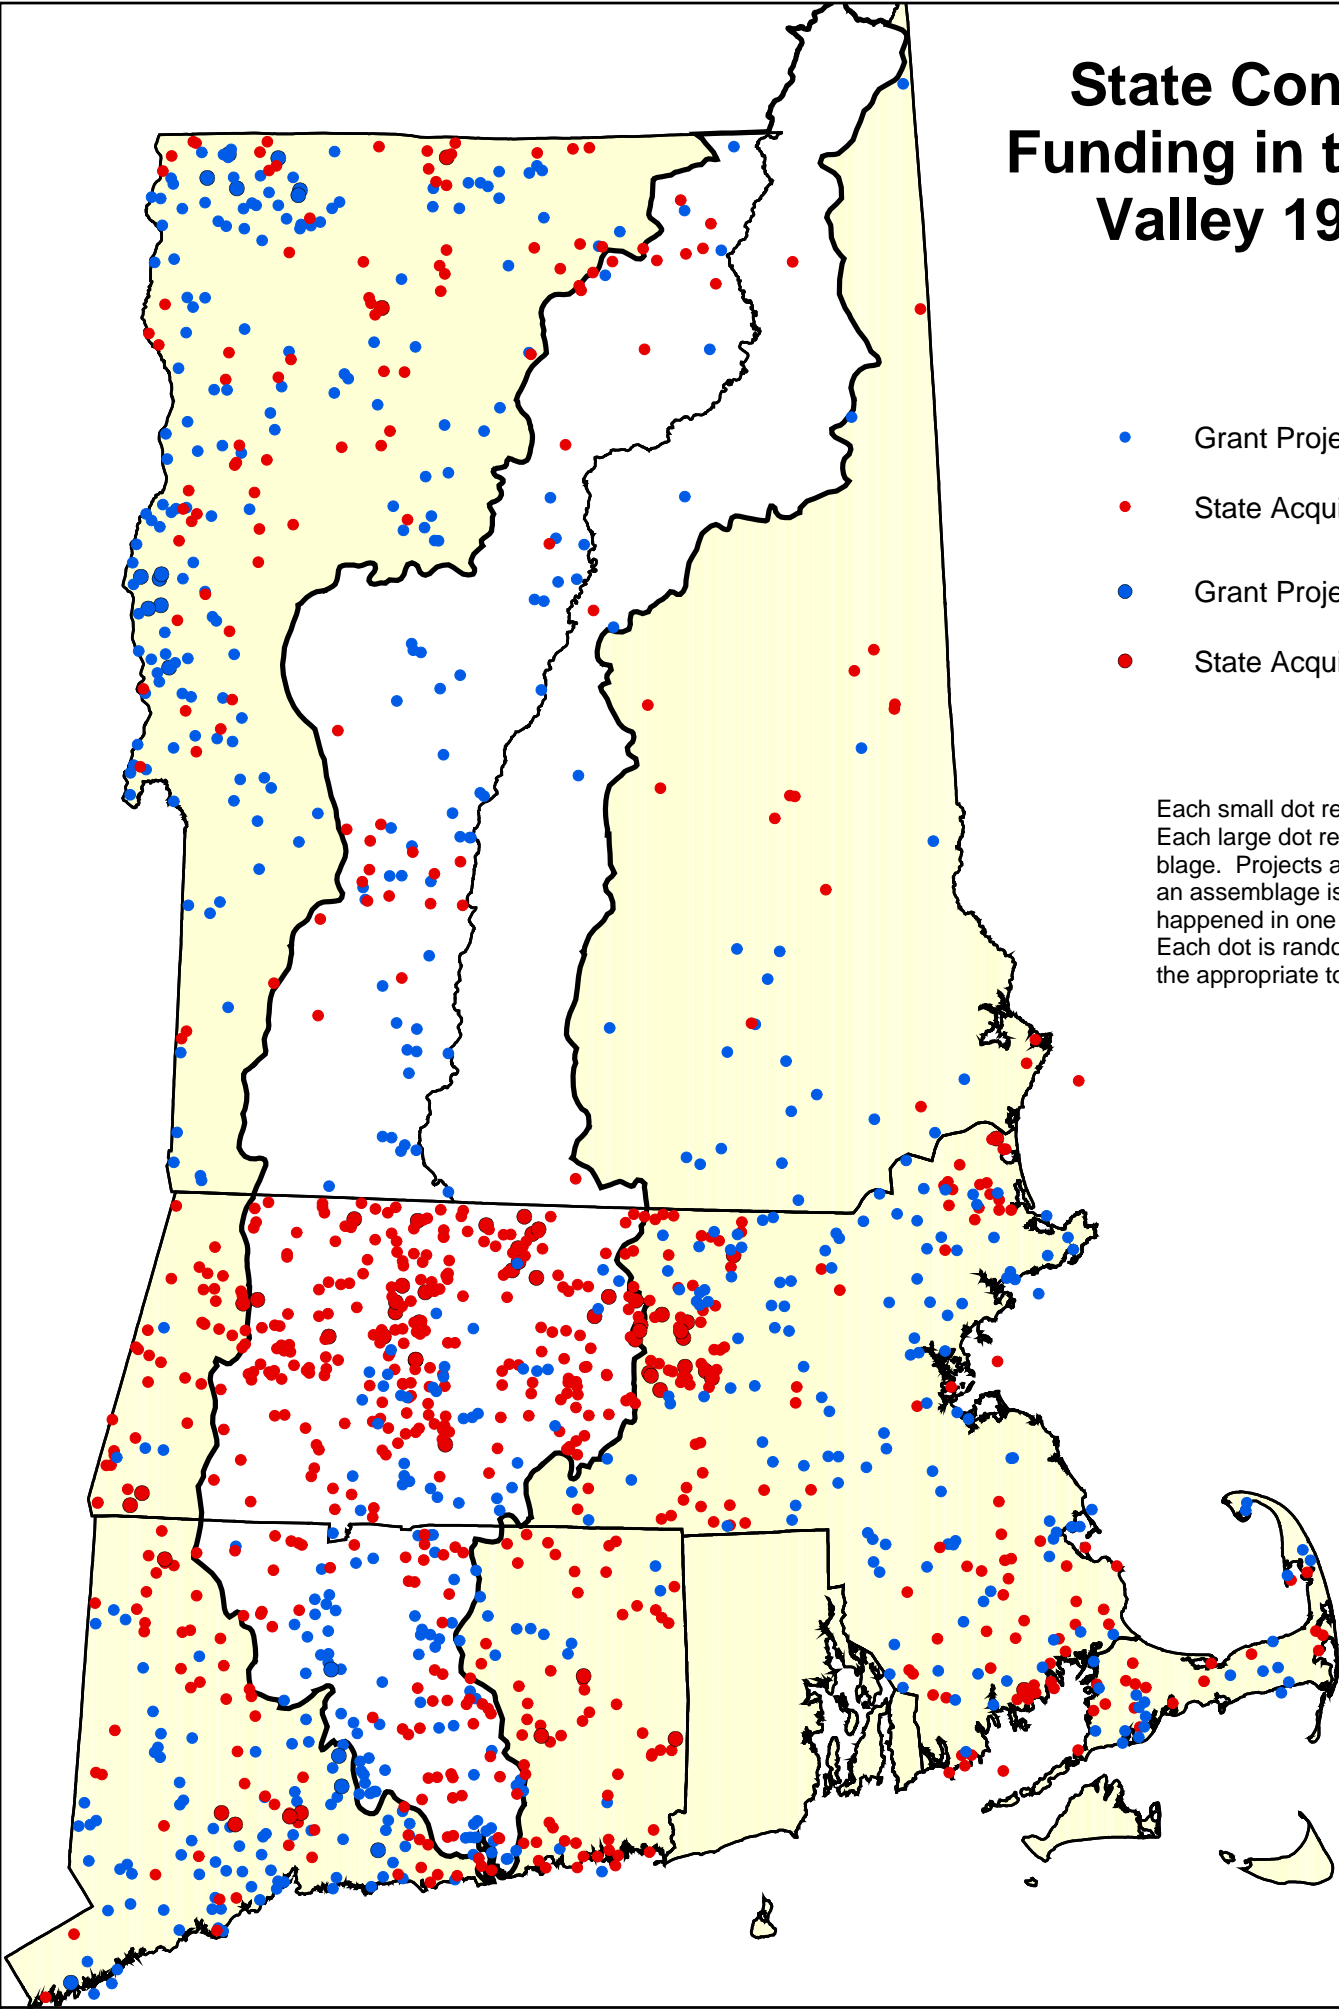 State Con
Funding in t
Valley 19
Grant Proje
State Acqui
Grant Proje
State Acqui
Each small dot re
Each large dot re
blage. Projects a
an assemblage is
happened in one
Each dot is rando
the appropriate to